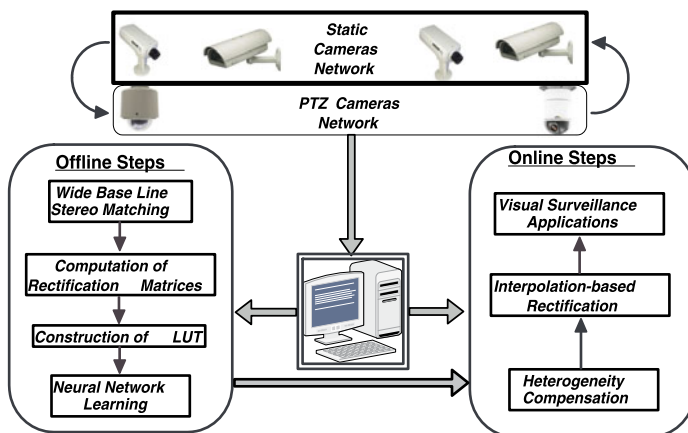 Static
Cameras
Network
PTZ Cameras
Network
Offline Steps
Wide Base Line
Stereo Matching
Computation of
Rectification Matrices
Construction of LUT
Neural Network
Learning
Online Steps
Visual Surveillance
Applications
Interpolation-based
Rectification
Heterogeneity
Compensation